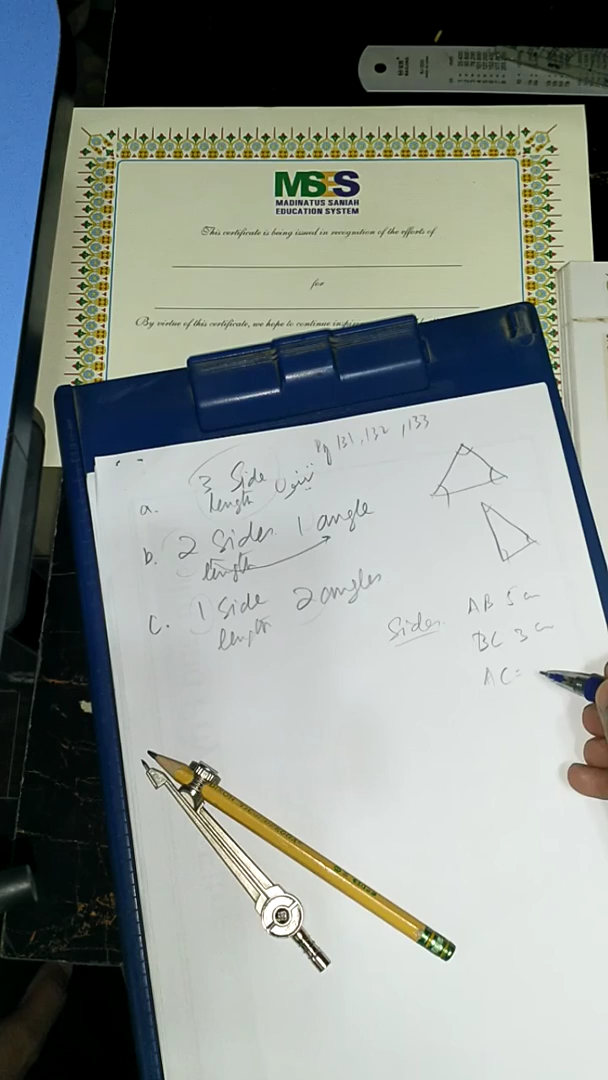 MSES
MADINATUS SANIAH
EDUCATION SYSTEM
This certificate is being issued in recognition of the efforts of
for
By virtue of this certificate, we hope to continue
Pg 131, 132, 133
a. 3 Side
length
b. 2 Sides 1 angle
length
c. 1 Side 2 angles
length
Sides AB 5 cm
BC 3 cm
AC=